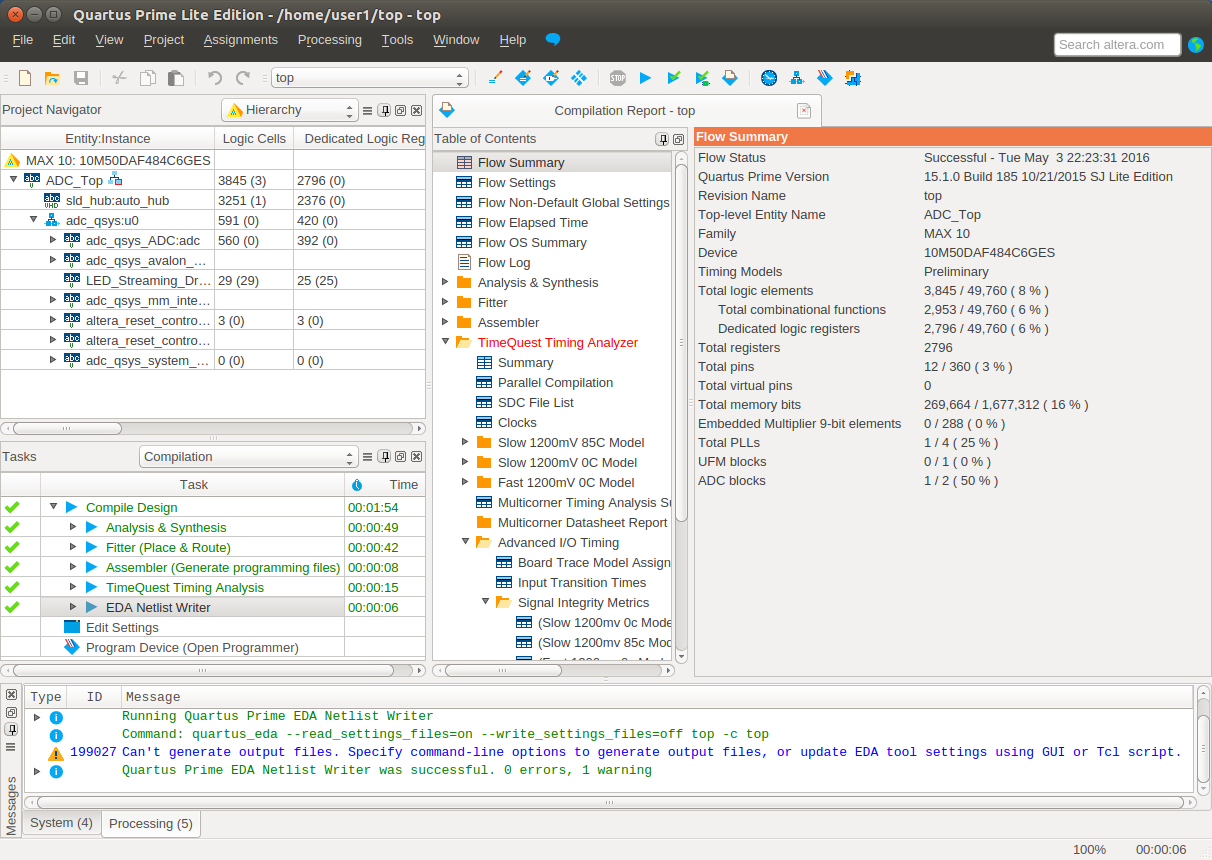 Quartus Prime Lite Edition - /home/user1/top - top
File Edit View Project Assignments Processing Tools Window Help
Search altera.com
top
STOP
Project Navigator
Hierarchy
Entity:Instance Logic Cells Dedicated Logic Reg
MAX 10: 10M50DAF484C6GES
ADC_Top 3845 (3) 2796 (0)
sld_hub:auto_hub 3251 (1) 2376 (0)
adc_qsys:u0 591 (0) 420 (0)
adc_qsys_ADC:adc 560 (0) 392 (0)
adc_qsys_avalon_...
LED_Streaming_Dr... 29 (29) 25 (25)
adc_qsys_mm_inte...
altera_reset_contro... 3 (0) 3 (0)
altera_reset_contro...
adc_qsys_system_... 0 (0) 0 (0)
Tasks
Compilation
Task Time
Compile Design 00:01:54
Analysis & Synthesis 00:00:49
Fitter (Place & Route) 00:00:42
Assembler (Generate programming files) 00:00:08
TimeQuest Timing Analysis 00:00:15
EDA Netlist Writer 00:00:06
Edit Settings
Program Device (Open Programmer)
Compilation Report - top
Table of Contents
Flow Summary
Flow Settings
Flow Non-Default Global Settings
Flow Elapsed Time
Flow OS Summary
Flow Log
Analysis & Synthesis
Fitter
Assembler
TimeQuest Timing Analyzer
Summary
Parallel Compilation
SDC File List
Clocks
Slow 1200mV 85C Model
Slow 1200mV 0C Model
Fast 1200mV 0C Model
Multicorner Timing Analysis Su
Multicorner Datasheet Report
Advanced I/O Timing
Board Trace Model Assign
Input Transition Times
Signal Integrity Metrics
(Slow 1200mv 0c Mode
(Slow 1200mv 85c Mod
Flow Summary
Flow Status Successful - Tue May 3 22:23:31 2016
Quartus Prime Version 15.1.0 Build 185 10/21/2015 SJ Lite Edition
Revision Name top
Top-level Entity Name ADC_Top
Family MAX 10
Device 10M50DAF484C6GES
Timing Models Preliminary
Total logic elements 3,845 / 49,760 ( 8 % )
Total combinational functions 2,953 / 49,760 ( 6 % )
Dedicated logic registers 2,796 / 49,760 ( 6 % )
Total registers 2796
Total pins 12 / 360 ( 3 % )
Total virtual pins 0
Total memory bits 269,664 / 1,677,312 ( 16 % )
Embedded Multiplier 9-bit elements 0 / 288 ( 0 % )
Total PLLs 1 / 4 ( 25 % )
UFM blocks 0 / 1 ( 0 % )
ADC blocks 1 / 2 ( 50 % )
Messages
Type ID Message
Running Quartus Prime EDA Netlist Writer
Command: quartus_eda --read_settings_files=on --write_settings_files=off top -c top
199027 Can't generate output files. Specify command-line options to generate output files, or update EDA tool settings using GUI or Tcl script.
Quartus Prime EDA Netlist Writer was successful. 0 errors, 1 warning
System (4) Processing (5)
100% 00:00:06